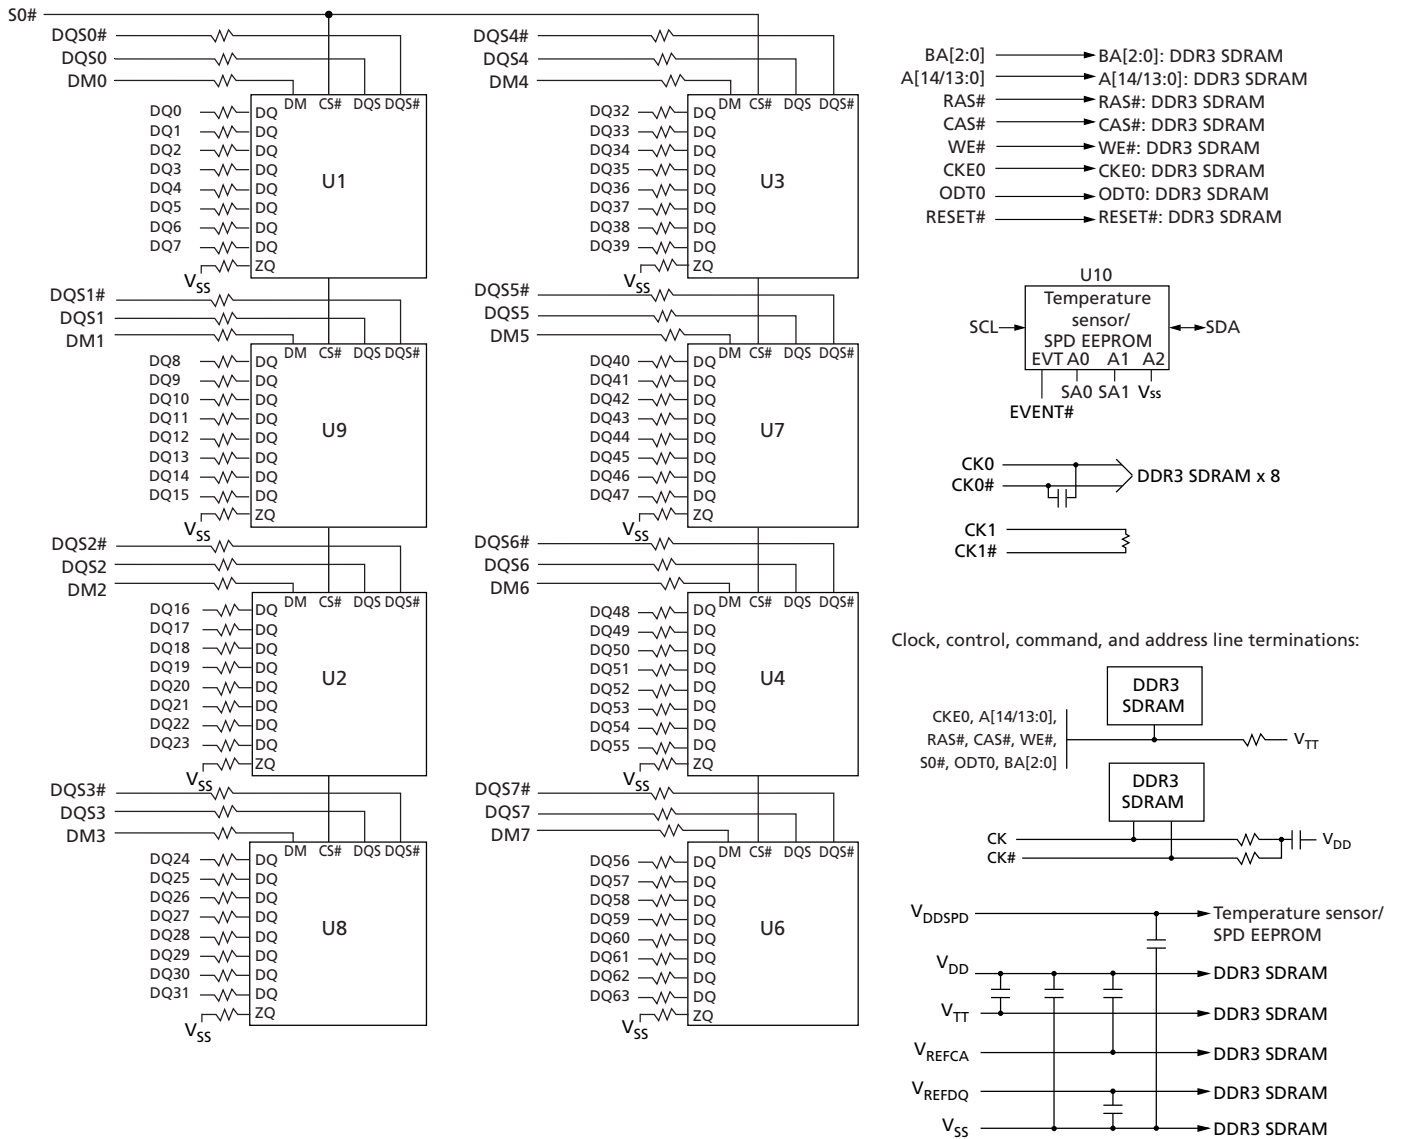 S0#
DQS0#
DQS0
DM0
DM CS# DQS DQS#
DQ0 DQ
DQ1 DQ
DQ2 DQ
DQ3 DQ
DQ4 DQ
DQ5 DQ
DQ6 DQ
DQ7 DQ
ZQ
VSS
U1
DQS1#
DQS1
DM1
DM CS# DQS DQS#
DQ8 DQ
DQ9 DQ
DQ10 DQ
DQ11 DQ
DQ12 DQ
DQ13 DQ
DQ14 DQ
DQ15 DQ
ZQ
VSS
U9
DQS2#
DQS2
DM2
DM CS# DQS DQS#
DQ16 DQ
DQ17 DQ
DQ18 DQ
DQ19 DQ
DQ20 DQ
DQ21 DQ
DQ22 DQ
DQ23 DQ
ZQ
VSS
U2
DQS3#
DQS3
DM3
DM CS# DQS DQS#
DQ24 DQ
DQ25 DQ
DQ26 DQ
DQ27 DQ
DQ28 DQ
DQ29 DQ
DQ30 DQ
DQ31 DQ
ZQ
VSS
U8
DQS4#
DQS4
DM4
DM CS# DQS DQS#
DQ32 DQ
DQ33 DQ
DQ34 DQ
DQ35 DQ
DQ36 DQ
DQ37 DQ
DQ38 DQ
DQ39 DQ
ZQ
VSS
U3
DQS5#
DQS5
DM5
DM CS# DQS DQS#
DQ40 DQ
DQ41 DQ
DQ42 DQ
DQ43 DQ
DQ44 DQ
DQ45 DQ
DQ46 DQ
DQ47 DQ
ZQ
VSS
U7
DQS6#
DQS6
DM6
DM CS# DQS DQS#
DQ48 DQ
DQ49 DQ
DQ50 DQ
DQ51 DQ
DQ52 DQ
DQ53 DQ
DQ54 DQ
DQ55 DQ
ZQ
VSS
U4
DQS7#
DQS7
DM7
DM CS# DQS DQS#
DQ56 DQ
DQ57 DQ
DQ58 DQ
DQ59 DQ
DQ60 DQ
DQ61 DQ
DQ62 DQ
DQ63 DQ
ZQ
VSS
U6
BA[2:0] BA[2:0]: DDR3 SDRAM
A[14/13:0] A[14/13:0]: DDR3 SDRAM
RAS# RAS#: DDR3 SDRAM
CAS# CAS#: DDR3 SDRAM
WE# WE#: DDR3 SDRAM
CKE0 CKE0: DDR3 SDRAM
ODT0 ODT0: DDR3 SDRAM
RESET# RESET#: DDR3 SDRAM
U10
Temperature
sensor/
SPD EEPROM
SCL SDA
EVT A0 A1 A2
SA0 SA1 Vss
EVENT#
CK0
CK0#
DDR3 SDRAM x 8
CK1
CK1#
Clock, control, command, and address line terminations:
DDR3
SDRAM
CKE0, A[14/13:0],
RAS#, CAS#, WE#,
S0#, ODT0, BA[2:0]
VTT
DDR3
SDRAM
CK
CK#
VDD
VDDSPD Temperature sensor/
SPD EEPROM
VDD DDR3 SDRAM
VTT DDR3 SDRAM
VREFCA DDR3 SDRAM
VREFDQ DDR3 SDRAM
VSS DDR3 SDRAM